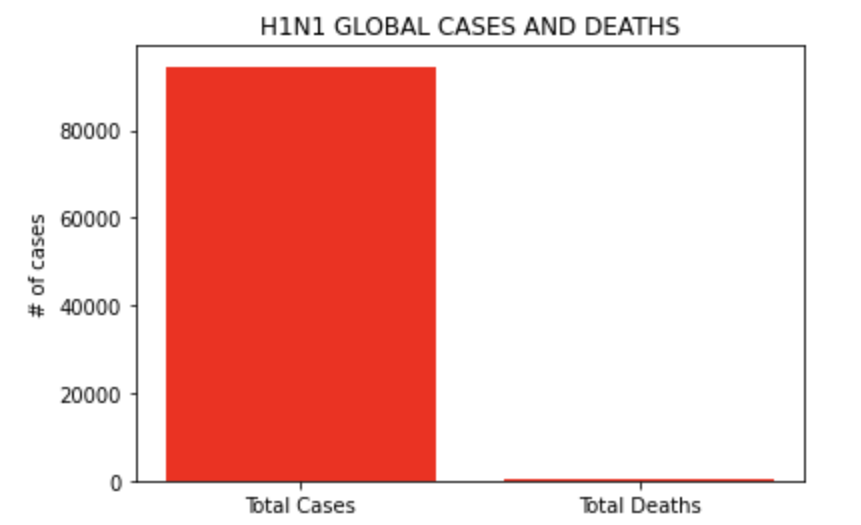 H1N1 GLOBAL CASES AND DEATHS
# of cases
80000
60000
40000
20000
0
Total Cases
Total Deaths